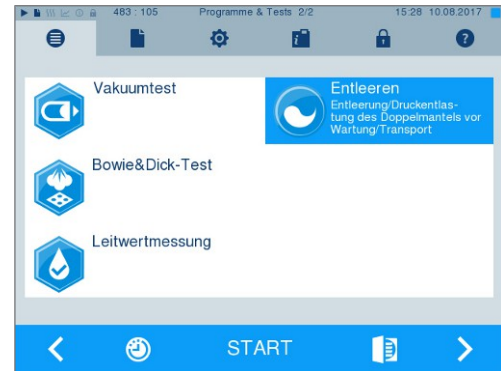 483 : 105 Programme & Tests 2/2 15:28 10.08.2017
Vakuumtest
Entleeren
Entleerung/Druckentlas-
tung des Doppelmantels vor
Wartung/Transport
Bowie&Dick-Test
Leitwertmessung
START